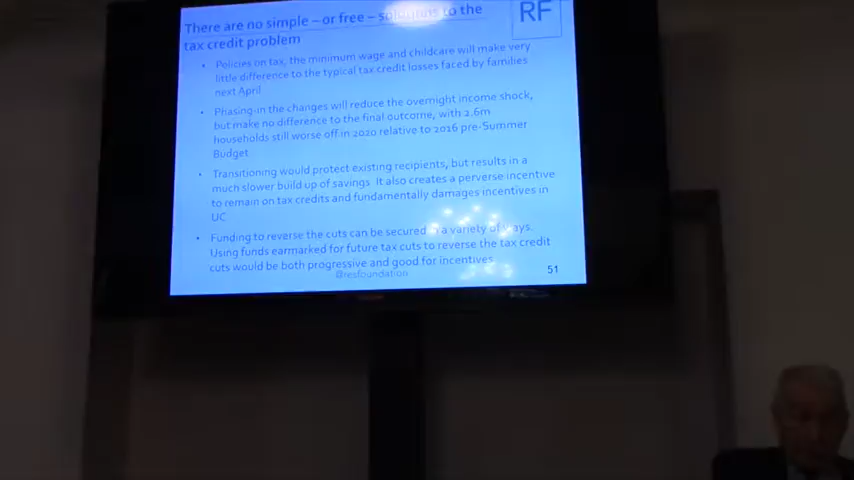 There are no simple – or free – solutions to the
RF
tax credit problem
• Policies on tax, the minimum wage and childcare will make very
little difference to the typical tax credit losses faced by families
next April
• Phasing-in the changes will reduce the overnight income shock,
but make no difference to the final outcome, with 2.6m
households still worse off in 2020 relative to 2016 pre-Summer
Budget
• Transitioning would protect existing recipients, but results in a
much slower build up of savings. It also creates a perverse incentive
to remain on tax credits and fundamentally damages incentives in
UC
• Funding to reverse the cuts can be secured in a variety of ways.
Using funds earmarked for future tax cuts to reverse the tax credit
cuts would be both progressive and good for incentives
@resfoundation
51